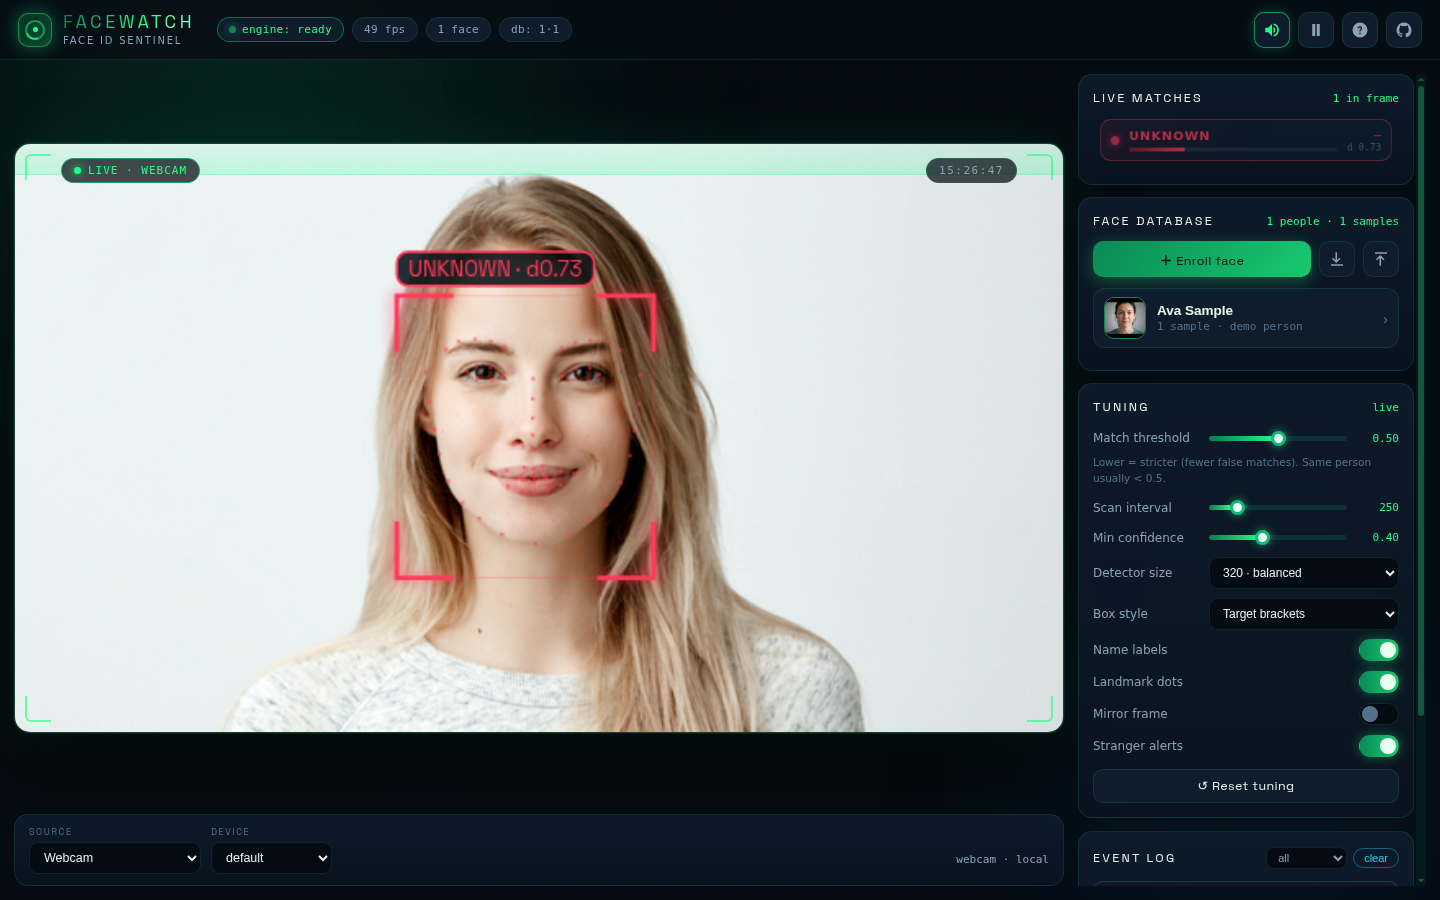 FACEWATCH
FACE ID SENTINEL
engine: ready
49 fps
1 face
db: 1·1
LIVE · WEBCAM
15:26:47
UNKNOWN · d0.73
SOURCE
DEVICE
Webcam
default
webcam · local
LIVE MATCHES
1 in frame
UNKNOWN
—
d 0.73
FACE DATABASE
1 people · 1 samples
+ Enroll face
Ava Sample
1 sample · demo person
TUNING
live
Match threshold
0.50
Lower = stricter (fewer false matches). Same person
usually < 0.5.
Scan interval
250
Min confidence
0.40
Detector size
320 · balanced
Box style
Target brackets
Name labels
Landmark dots
Mirror frame
Stranger alerts
↺ Reset tuning
EVENT LOG
all
clear